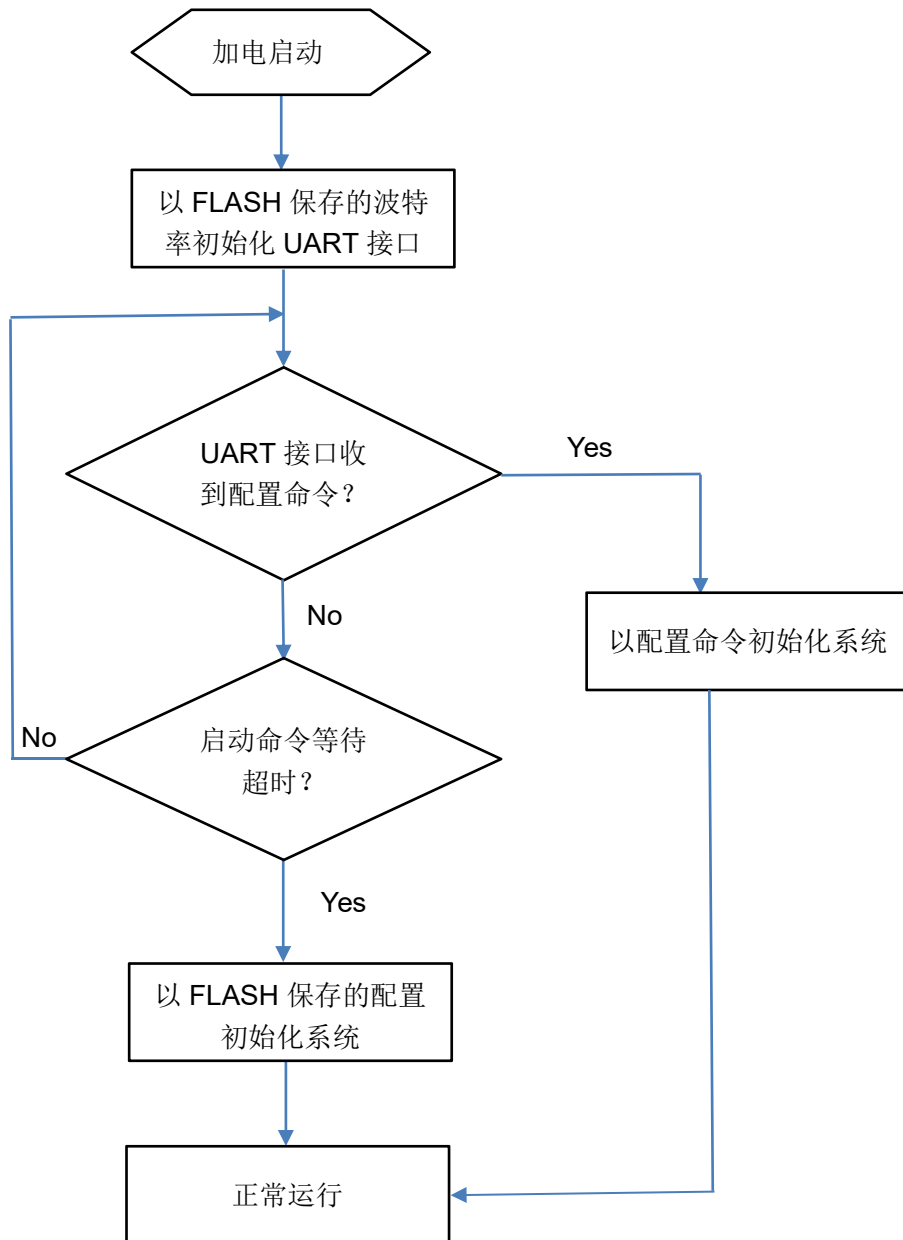 加电启动
以 FLASH 保存的波特
率初始化 UART 接口
UART 接口收
到配置命令？
Yes
No
以配置命令初始化系统
No
启动命令等待
超时？
Yes
以 FLASH 保存的配置
初始化系统
正常运行